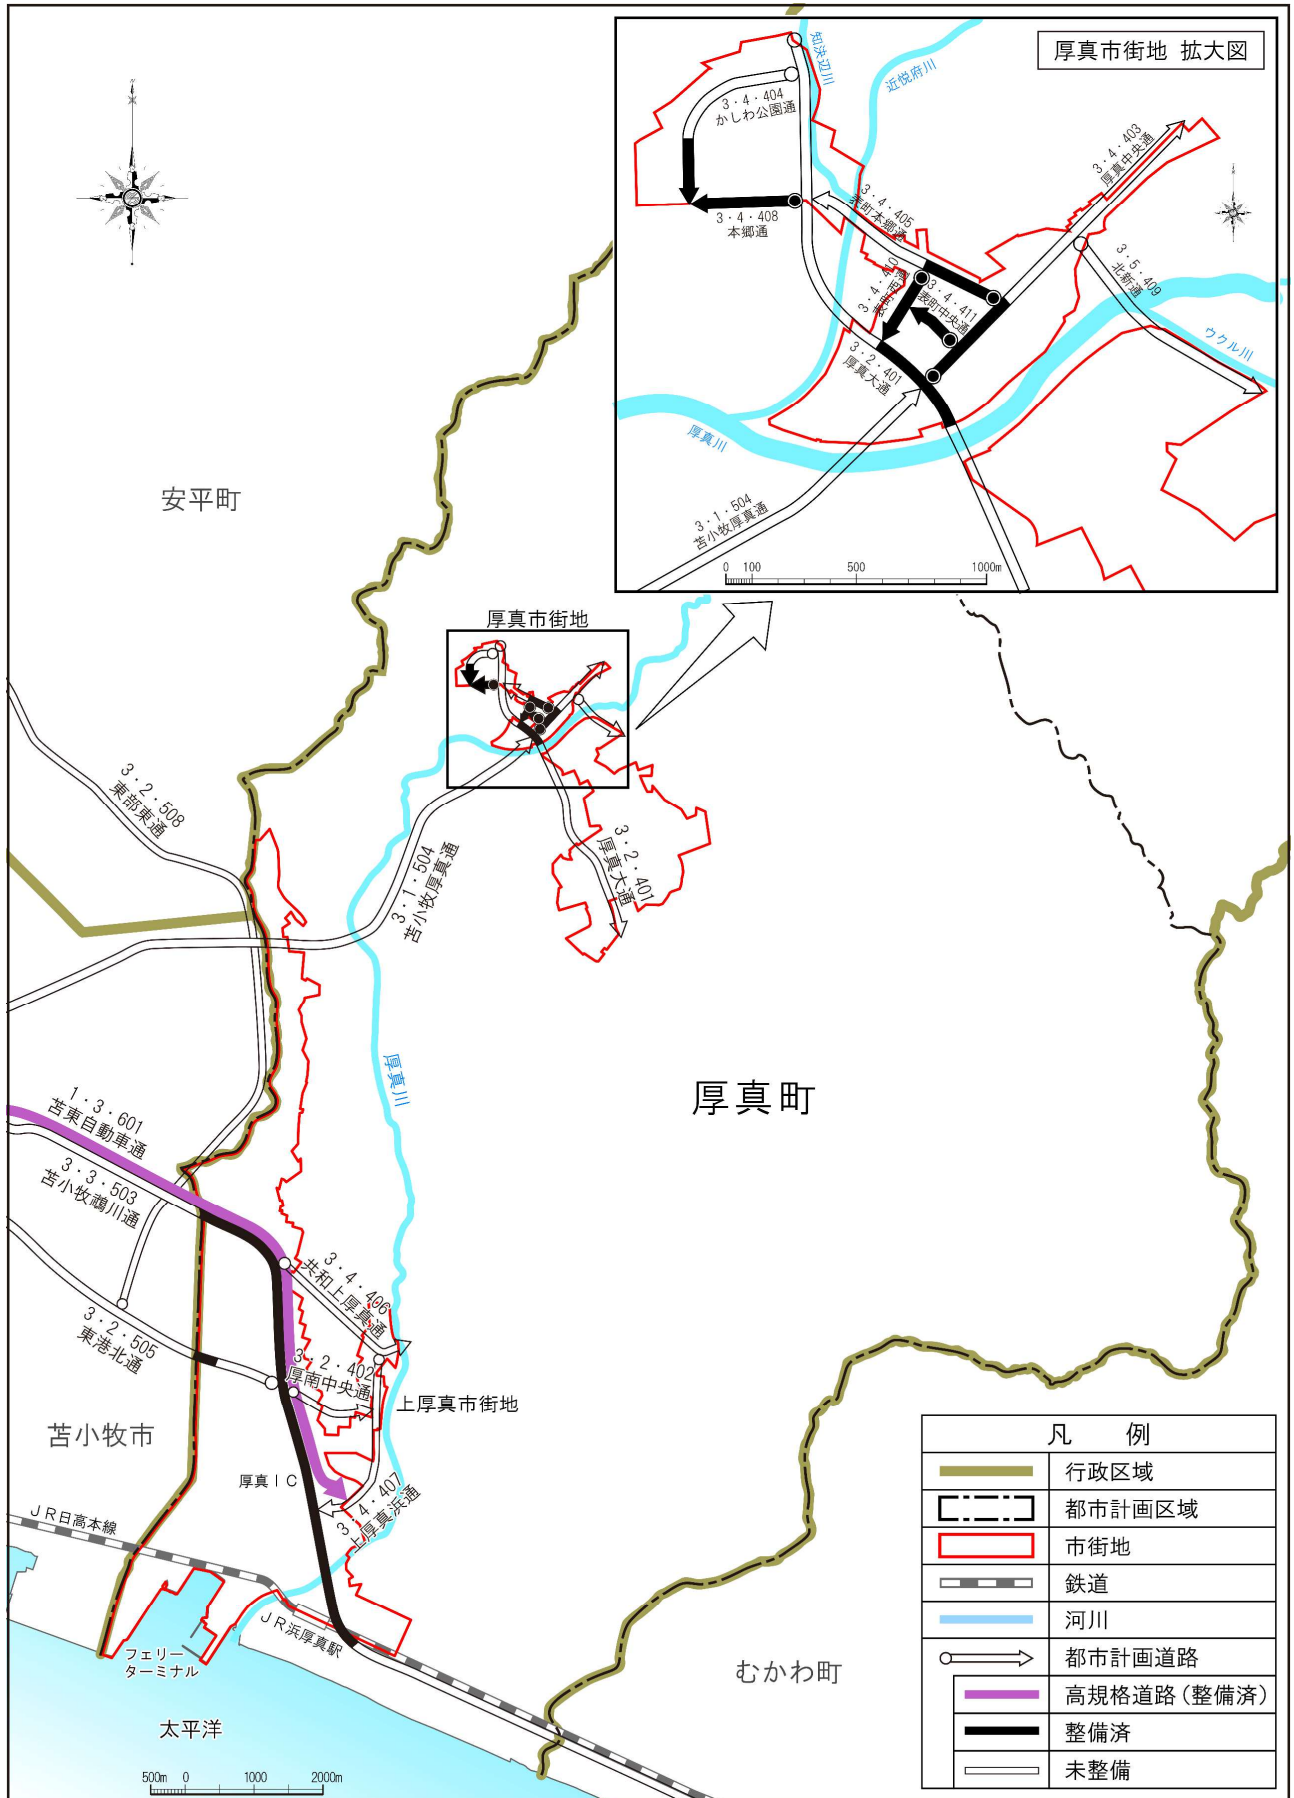 厚真市街地 拡大図
知決辺川
近悦府川
3・4・404
かしわ公園通
3・4・403
厚真中央通
3・4・405
表町本郷通
3・4・408
本郷通
3・5・409
北新通
3・4・410
3・4・411
表町中央通
ウクル川
3・2・401
厚真大通
厚真川
3・1・504
苫小牧厚真通
0 100 500 1000m
安平町
厚真市街地
3・2・508
東部東通
3・2・401
厚真大通
3・1・504
苫小牧厚真通
厚真川
厚真町
1・3・601
苫東自動車通
3・3・503
苫小牧鵡川通
3・4・406
共和上厚真通
3・2・505
東港北通
3・2・402
厚南中央通
上厚真市街地
苫小牧市
厚真IC
3・4・407
上厚真浜通
JR日高本線
JR浜厚真駅
フェリー
ターミナル
むかわ町
太平洋
500m 0 1000 2000m
凡例
行政区域
都市計画区域
市街地
鉄道
河川
都市計画道路
高規格道路(整備済)
整備済
未整備